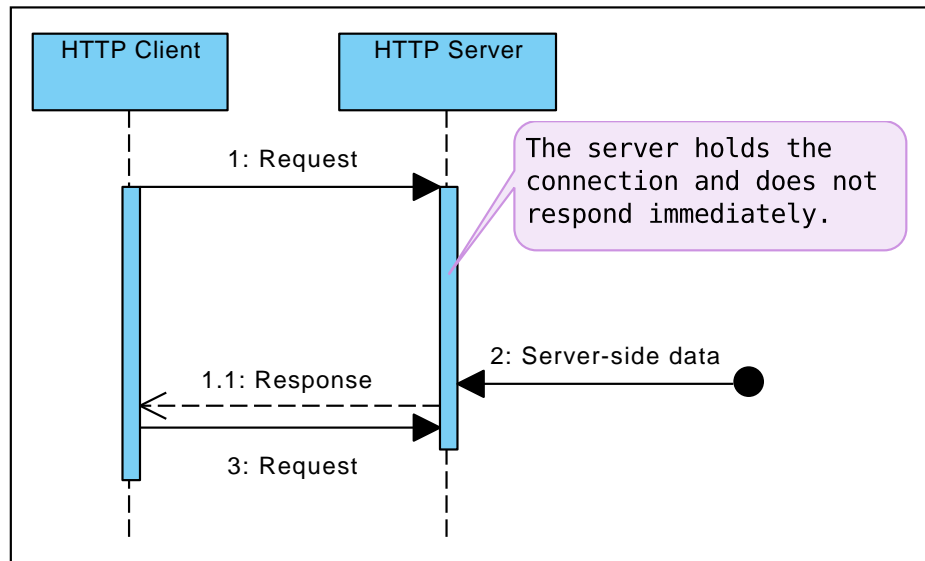 HTTP Client
HTTP Server
The server holds the
connection and does not
respond immediately.
1: Request
2: Server-side data
1.1: Response
3: Request